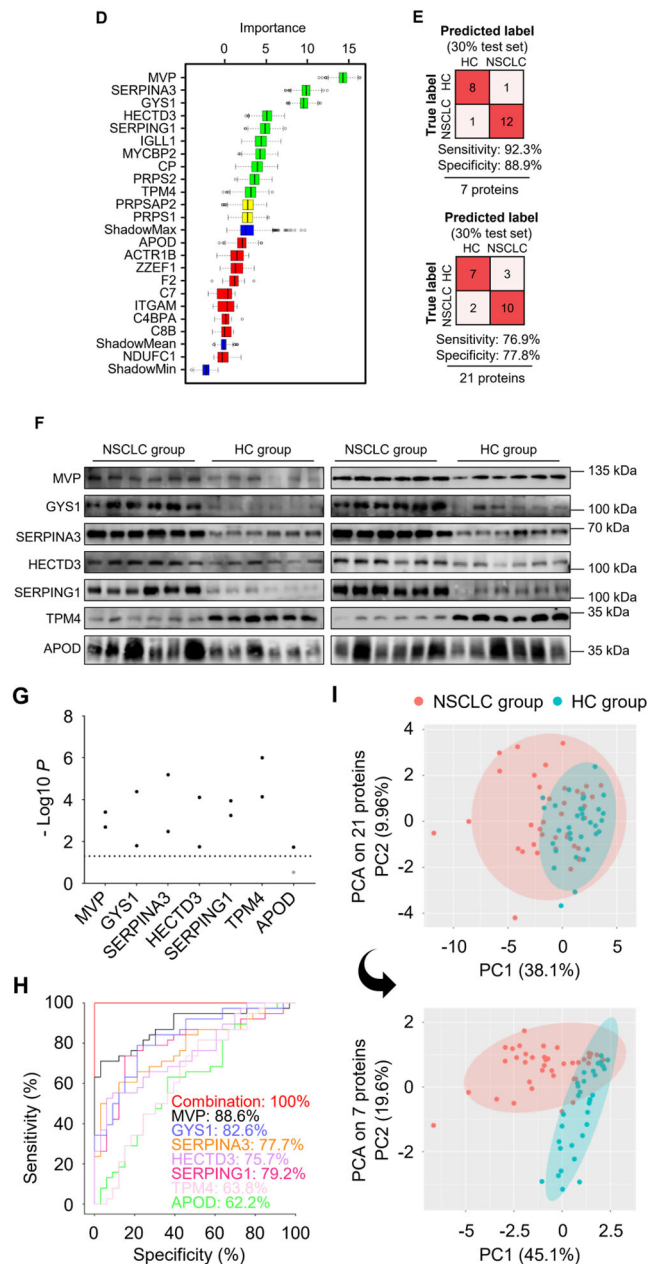 D
Importance
0 5 10 15
MVP
SERPINA3
GYS1
HECTD3
SERPING1
IGLL1
MYCBP2
CP
PRPS2
TPM4
PRPSAP2
PRPS1
ShadowMax
APOD
ACTR1B
ZZEF1
F2
C7
ITGAM
C4BPA
C8B
ShadowMean
NDUFC1
ShadowMin
E
Predicted label
(30% test set)
HC NSCLC
True label
HC
NSCLC
8 1
1 12
Sensitivity: 92.3%
Specificity: 88.9%
7 proteins
Predicted label
(30% test set)
HC NSCLC
True label
HC
NSCLC
7 3
2 10
Sensitivity: 76.9%
Specificity: 77.8%
21 proteins
F
NSCLC group HC group NSCLC group HC group
MVP 135 kDa
GYS1 100 kDa
SERPINA3 70 kDa
HECTD3 100 kDa
SERPING1 100 kDa
TPM4 35 kDa
APOD 35 kDa
G
- Log10 P
8
6
4
2
0
MVP
GYS1
SERPINA3
HECTD3
SERPING1
TPM4
APOD
H
Sensitivity (%)
100
80
60
40
20
0
Combination: 100%
MVP: 88.6%
GYS1: 82.6%
SERPINA3: 77.7%
HECTD3: 75.7%
SERPING1: 79.2%
TPM4: 63.8%
APOD: 62.2%
0 20 40 60 80 100
Specificity (%)
I
NSCLC group HC group
PCA on 21 proteins
PC2 (9.96%)
4
2
0
-2
-4
-10 -5 0 5
PC1 (38.1%)
PCA on 7 proteins
PC2 (19.6%)
2
0
-2
-5 -2.5 0 2.5
PC1 (45.1%)